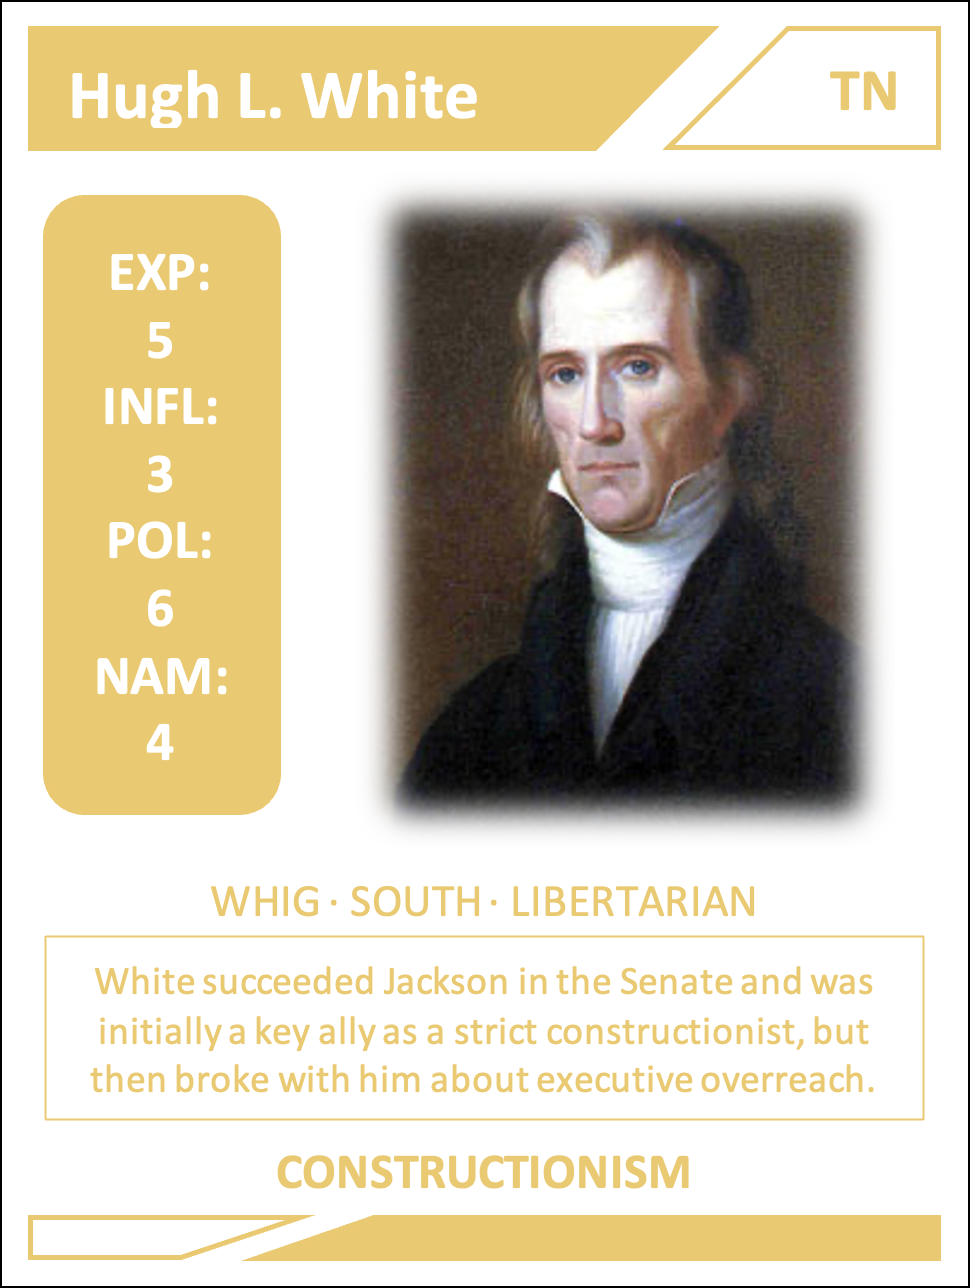 Hugh L. White
TN
EXP:
5
INFL:
3
POL:
6
NAM:
4
WHIG · SOUTH · LIBERTARIAN
White succeeded Jackson in the Senate and was
initially a key ally as a strict constructionist, but
then broke with him about executive overreach.
CONSTRUCTIONISM